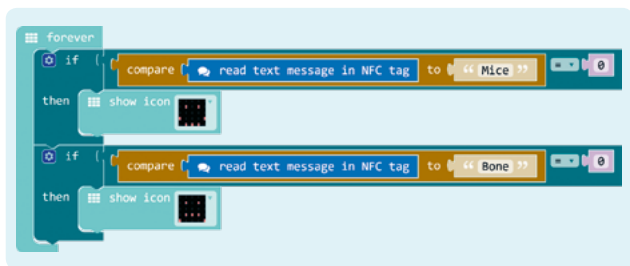 forever
if compare read text message in NFC tag to “ Mice ” = 0
then show icon
if compare read text message in NFC tag to “ Bone ” = 0
then show icon